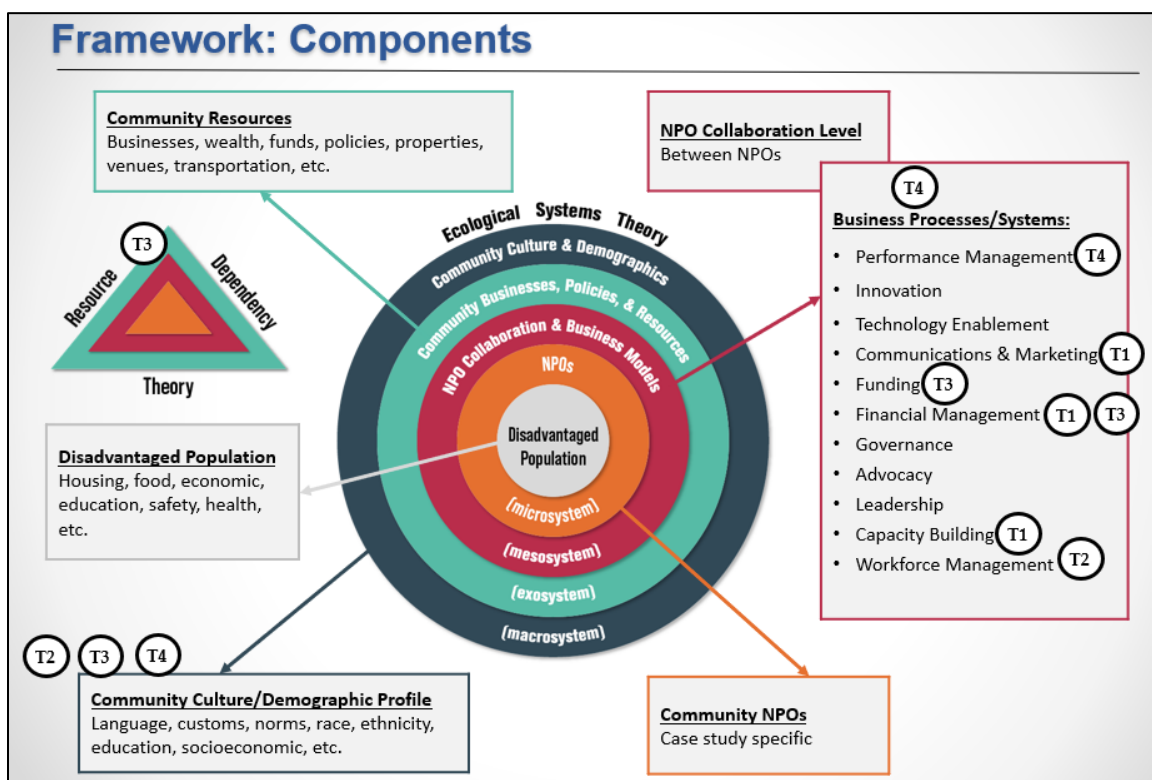 Framework: Components
Community Resources
Businesses, wealth, funds, policies, properties,
venues, transportation, etc.
NPO Collaboration Level
Between NPOs
T4
Business Processes/Systems:
• Performance Management T4
• Innovation
• Technology Enablement
• Communications & Marketing T1
• Funding T3
• Financial Management T1 T3
• Governance
• Advocacy
• Leadership
• Capacity Building T1
• Workforce Management T2
T3
Resource
Dependency
Theory
Ecological Systems Theory
Community Culture & Demographics
Community Businesses, Policies, & Resources
NPO Collaboration & Business Models
NPOs
Disadvantaged
Population
(microsystem)
(mesosystem)
(exosystem)
(macrosystem)
Disadvantaged Population
Housing, food, economic,
education, safety, health,
etc.
T2 T3 T4
Community Culture/Demographic Profile
Language, customs, norms, race, ethnicity,
education, socioeconomic, etc.
Community NPOs
Case study specific